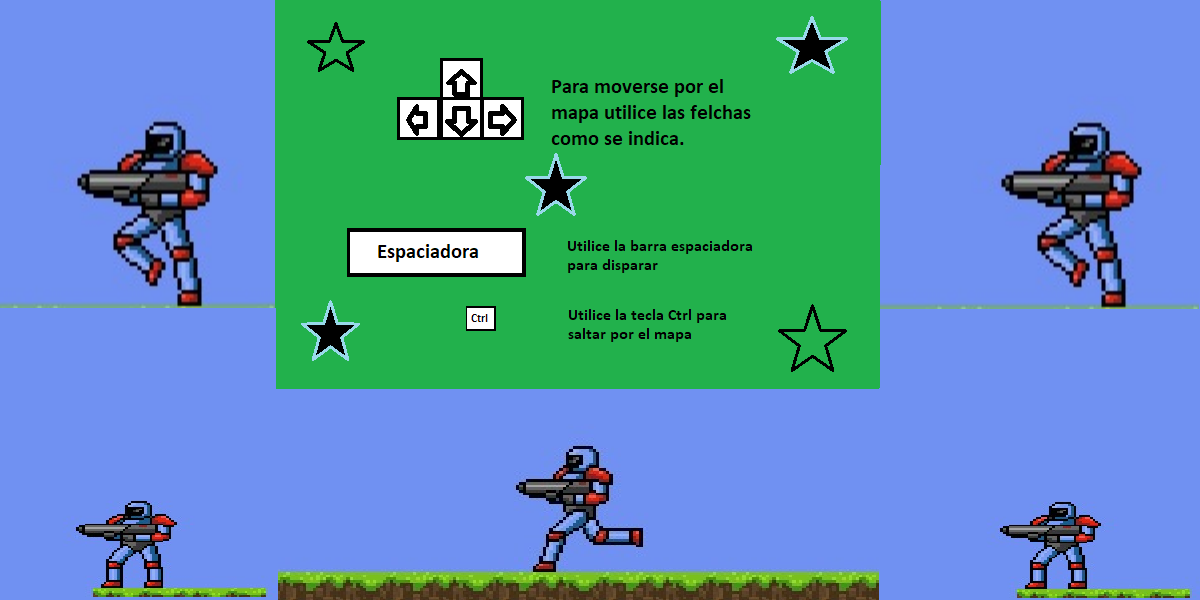 Para moverse por el
mapa utilice las felchas
como se indica.
Espaciadora
Utilice la barra espaciadora
para disparar
Ctrl
Utilice la tecla Ctrl para
saltar por el mapa